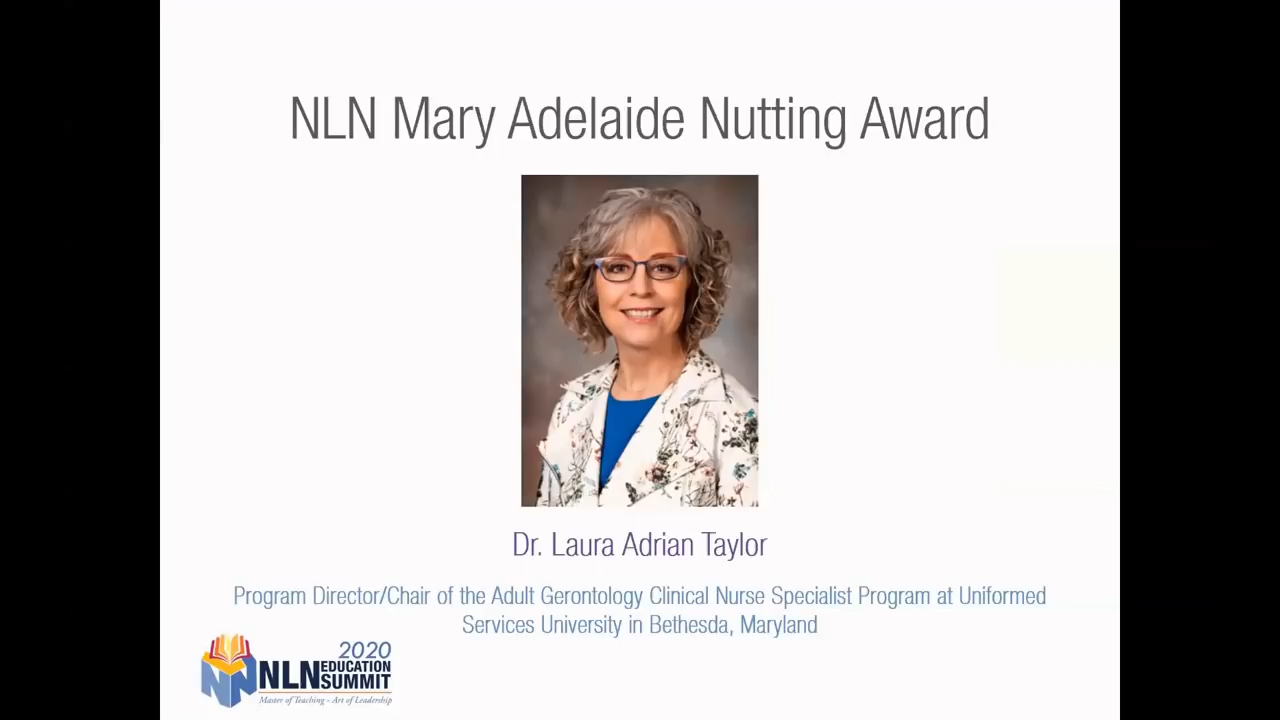 NLN Mary Adelaide Nutting Award
Dr. Laura Adrian Taylor
Program Director/Chair of the Adult Gerontology Clinical Nurse Specialist Program at Uniformed
Services University in Bethesda, Maryland
2020
NLN EDUCATION
SUMMIT
Master of Teaching - Art of Leadership